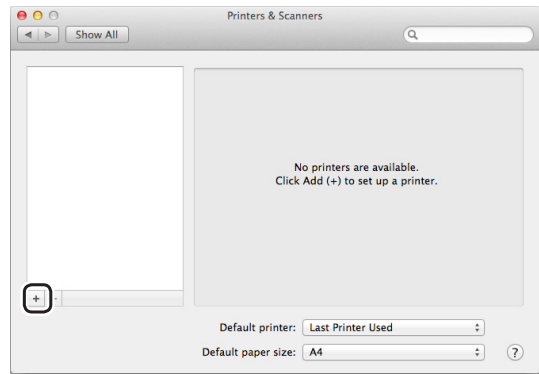 Printers & Scanners
Show All
No printers are available.
Click Add (+) to set up a printer.
+ -
Default printer: Last Printer Used
Default paper size: A4 ?